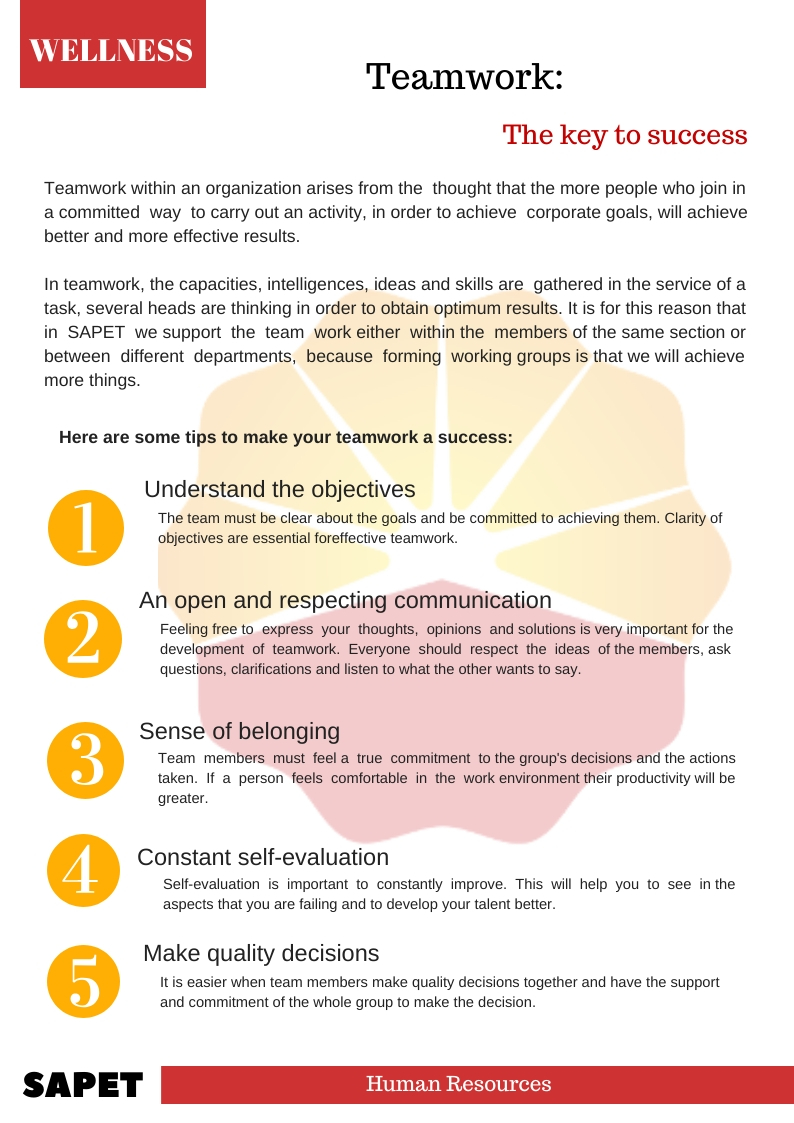 WELLNESS
Teamwork:
The key to success
Teamwork within an organization arises from the thought that the more people who join in
a committed way to carry out an activity, in order to achieve corporate goals, will achieve
better and more effective results.
In teamwork, the capacities, intelligences, ideas and skills are gathered in the service of a
task, several heads are thinking in order to obtain optimum results. It is for this reason that
in SAPET we support the team work either within the members of the same section or
between different departments, because forming working groups is that we will achieve
more things.
Here are some tips to make your teamwork a success:
1
Understand the objectives
The team must be clear about the goals and be committed to achieving them. Clarity of
objectives are essential foreffective teamwork.
2
An open and respecting communication
Feeling free to express your thoughts, opinions and solutions is very important for the
development of teamwork. Everyone should respect the ideas of the members, ask
questions, clarifications and listen to what the other wants to say.
3
Sense of belonging
Team members must feel a true commitment to the group's decisions and the actions
taken. If a person feels comfortable in the work environment their productivity will be
greater.
4
Constant self-evaluation
Self-evaluation is important to constantly improve. This will help you to see in the
aspects that you are failing and to develop your talent better.
5
Make quality decisions
It is easier when team members make quality decisions together and have the support
and commitment of the whole group to make the decision.
SAPET
Human Resources